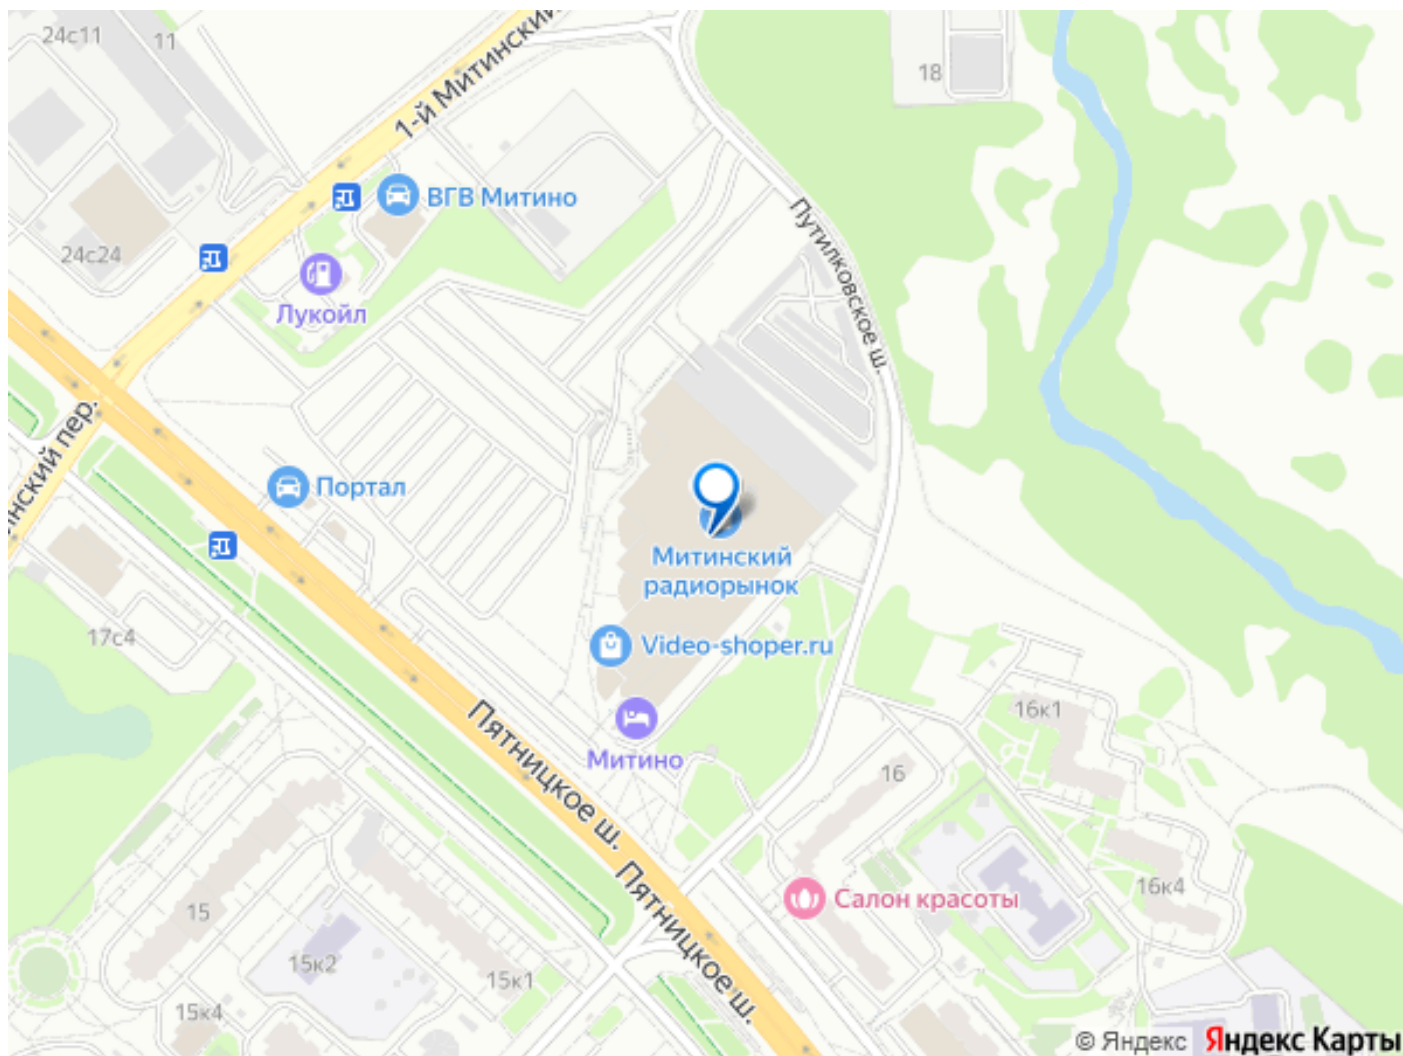 24с11
11
1-й Митинский
18
ВГВ Митино
24с24
Лукойл
Путилковское ш.
инский пер.
Портал
Митинский
радиорынок
17с4
Video-shoper.ru
Митино
Пятницкое ш.
16к1
16
Пятницкое ш.
Салон красоты
16к4
15
15к2
15к1
15к4
© Яндекс Яндекс Карты